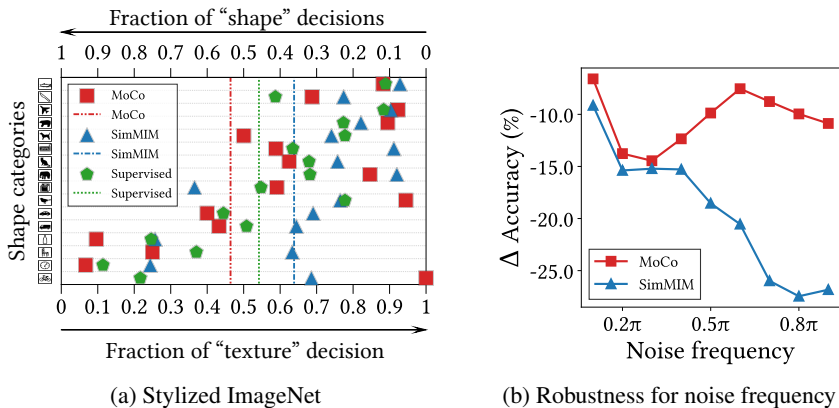 Fraction of “shape” decisions
1 0.9 0.8 0.7 0.6 0.5 0.4 0.3 0.2 0.1 0
Shape categories
MoCo
MoCo
SimMIM
SimMIM
Supervised
Supervised
0 0.1 0.2 0.3 0.4 0.5 0.6 0.7 0.8 0.9 1
Fraction of “texture” decision
(a) Stylized ImageNet
Δ Accuracy (%)
-10.0
-15.0
-20.0
-25.0
MoCo
SimMIM
0.2π 0.5π 0.8π
Noise frequency
(b) Robustness for noise frequency